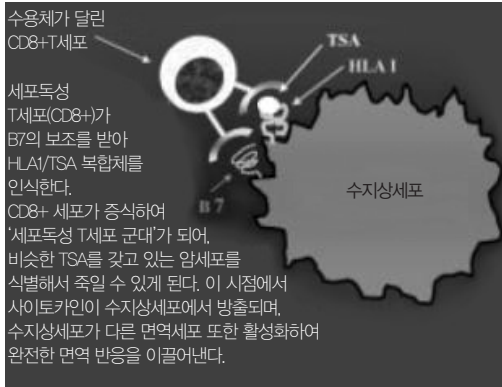 수용체가 달린
CD8+T세포
TSA
HLA I
세포독성
T세포(CD8+)가
B7의 보조를 받아
HLA1/TSA 복합체를
인식한다.
B 7
수지상세포
CD8+ 세포가 증식하여
‘세포독성 T세포 군대’가 되어,
비슷한 TSA를 갖고 있는 암세포를
식별해서 죽일 수 있게 된다. 이 시점에서
사이토카인이 수지상세포에서 방출되며,
수지상세포가 다른 면역세포 또한 활성화하여
완전한 면역 반응을 이끌어낸다.